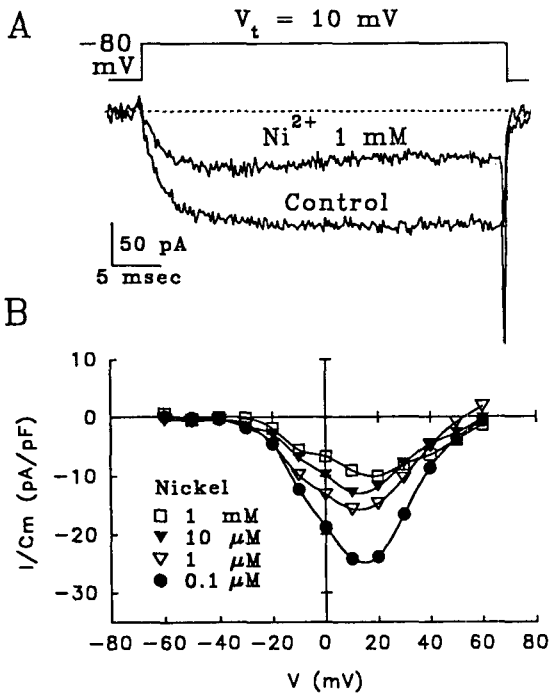 A
V_t = 10 mV
−80
mV
Ni²⁺ 1 mM
Control
50 pA
5 msec
B
10
0
−10
−20
−30
I/Cm (pA/pF)
Nickel
1 mM
10 μM
1 μM
0.1 μM
−80 −60 −40 −20 0 20 40 60 80
V (mV)